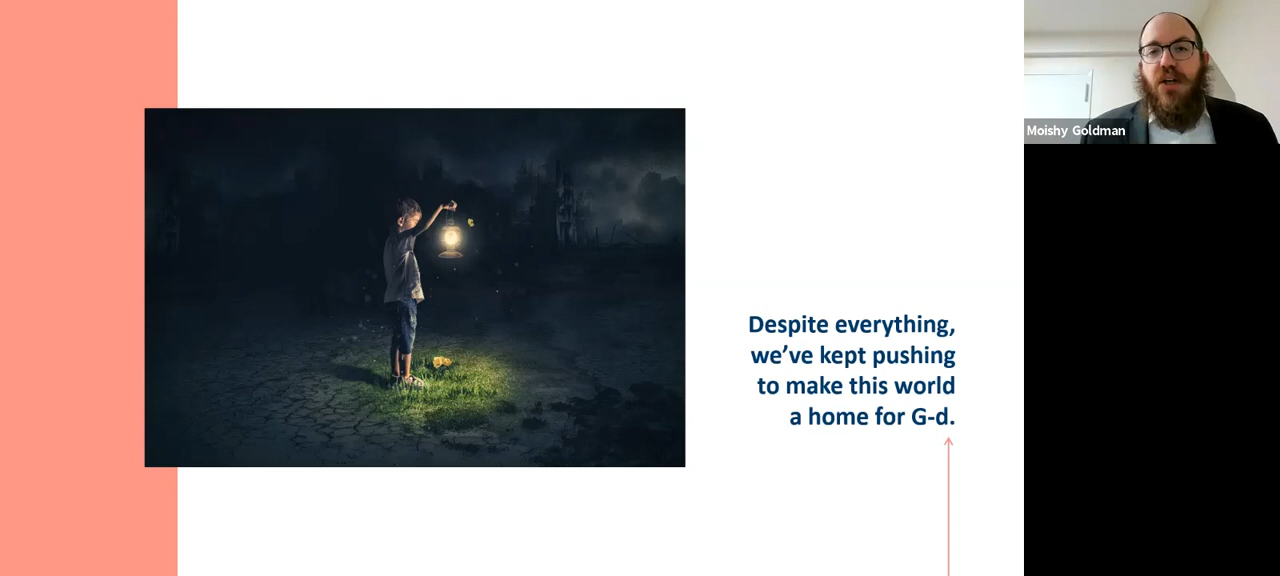 Despite everything,
we’ve kept pushing
to make this world
a home for G-d.
Moishy Goldman